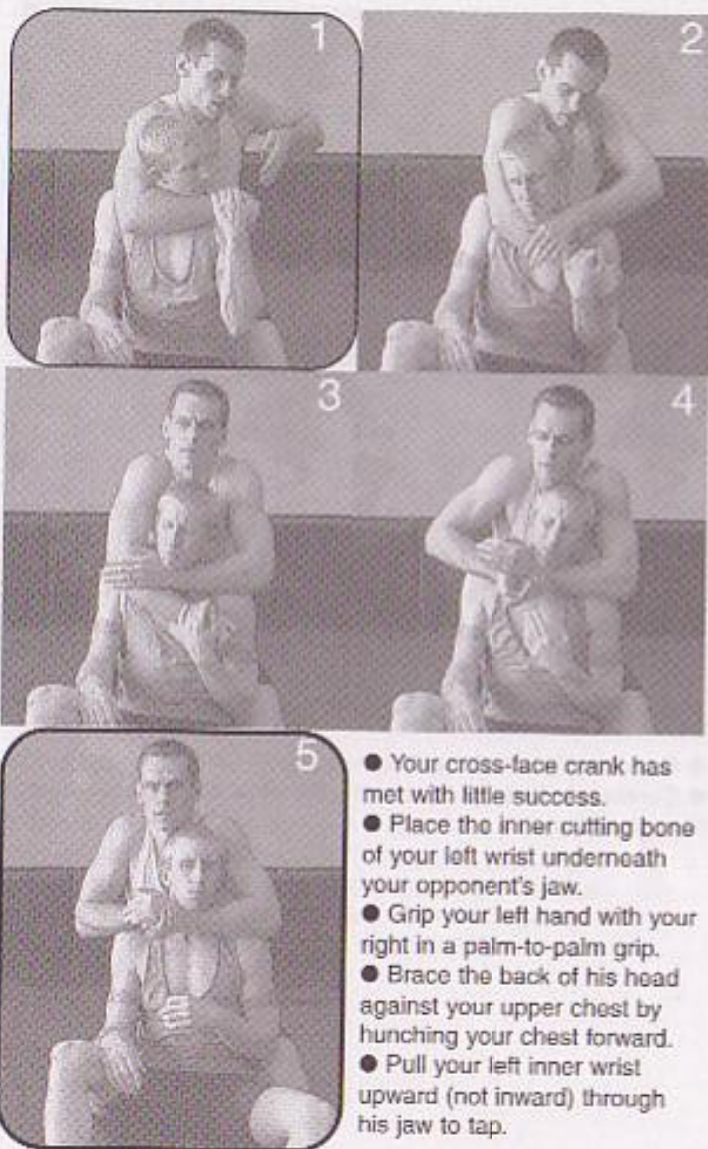 1
2
3
4
5
● Your cross-face crank has
met with little success.
● Place the inner cutting bone
of your left wrist underneath
your opponent's jaw.
● Grip your left hand with your
right in a palm-to-palm grip.
● Brace the back of his head
against your upper chest by
hunching your chest forward.
● Pull your left inner wrist
upward (not inward) through
his jaw to tap.